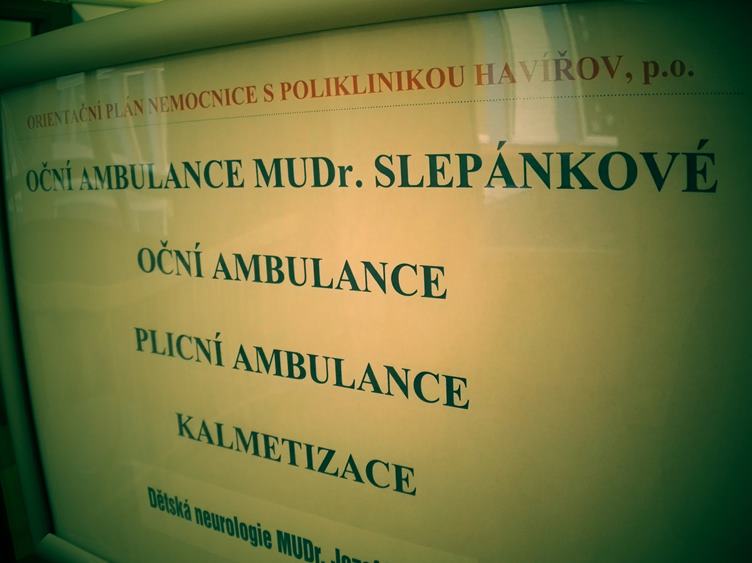 ORIENTAČNÍ PLÁN NEMOCNICE S POLIKLINIKOU HAVÍŘOV, p.o.
OČNÍ AMBULANCE MUDr. SLEPÁNKOVÉ
OČNÍ AMBULANCE
PLICNÍ AMBULANCE
KALMETIZACE
Dětská neurologie MUDr.